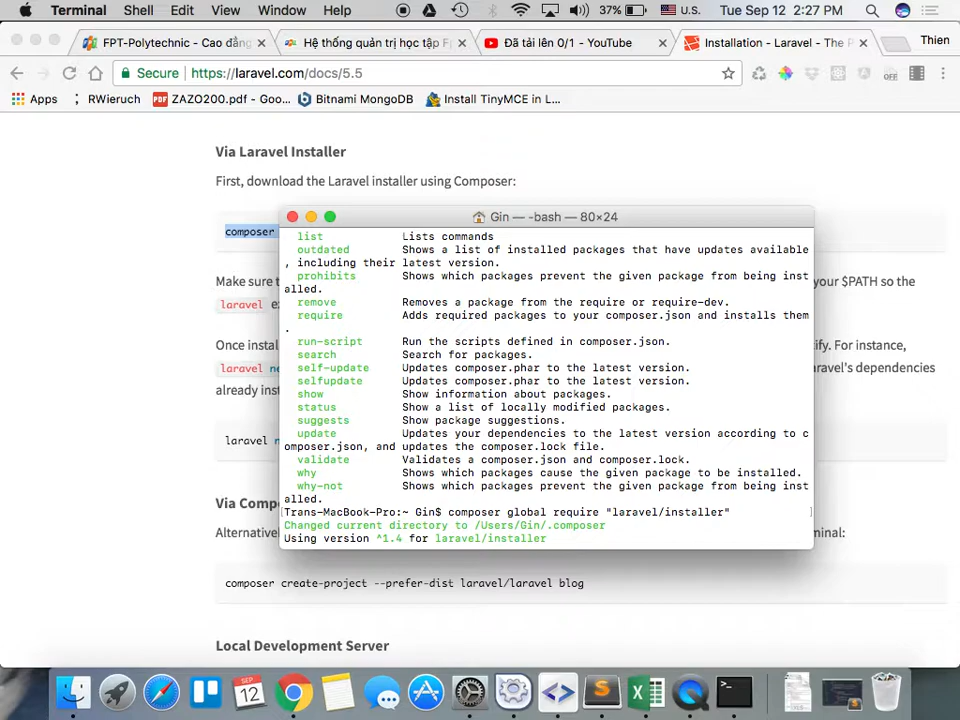 Terminal Shell Edit View Window Help 37% U.S. Tue Sep 12 2:27 PM
FPT-Polytechnic - Cao đẳng Hệ thống quản trị học tập F Đã tải lên 0/1 - YouTube Installation - Laravel - The P Thien
Secure https://laravel.com/docs/5.5 OFF
Apps RWieruch PDF ZAZO200.pdf - Goo... Bitnami MongoDB Install TinyMCE in L...
Via Laravel Installer
First, download the Laravel installer using Composer:
composer
Make sure t
your $PATH so the
laravel ex
Once instal
ify. For instance,
laravel ne
aravel's dependencies
already inst
laravel n
Gin — -bash — 80×24
list Lists commands
outdated Shows a list of installed packages that have updates available
, including their latest version.
prohibits Shows which packages prevent the given package from being inst
alled.
remove Removes a package from the require or require-dev.
require Adds required packages to your composer.json and installs them
.
run-script Run the scripts defined in composer.json.
search Search for packages.
self-update Updates composer.phar to the latest version.
selfupdate Updates composer.phar to the latest version.
show Show information about packages.
status Show a list of locally modified packages.
suggests Show package suggestions.
update Updates your dependencies to the latest version according to c
omposer.json, and updates the composer.lock file.
validate Validates a composer.json and composer.lock.
why Shows which packages cause the given package to be installed.
why-not Shows which packages prevent the given package from being inst
alled.
[Trans-MacBook-Pro:~ Gin$ composer global require "laravel/installer" ]
Changed current directory to /Users/Gin/.composer
Using version ^1.4 for laravel/installer
Via Compo
Alternativel
minal:
composer create-project --prefer-dist laravel/laravel blog
Local Development Server
SEP
12